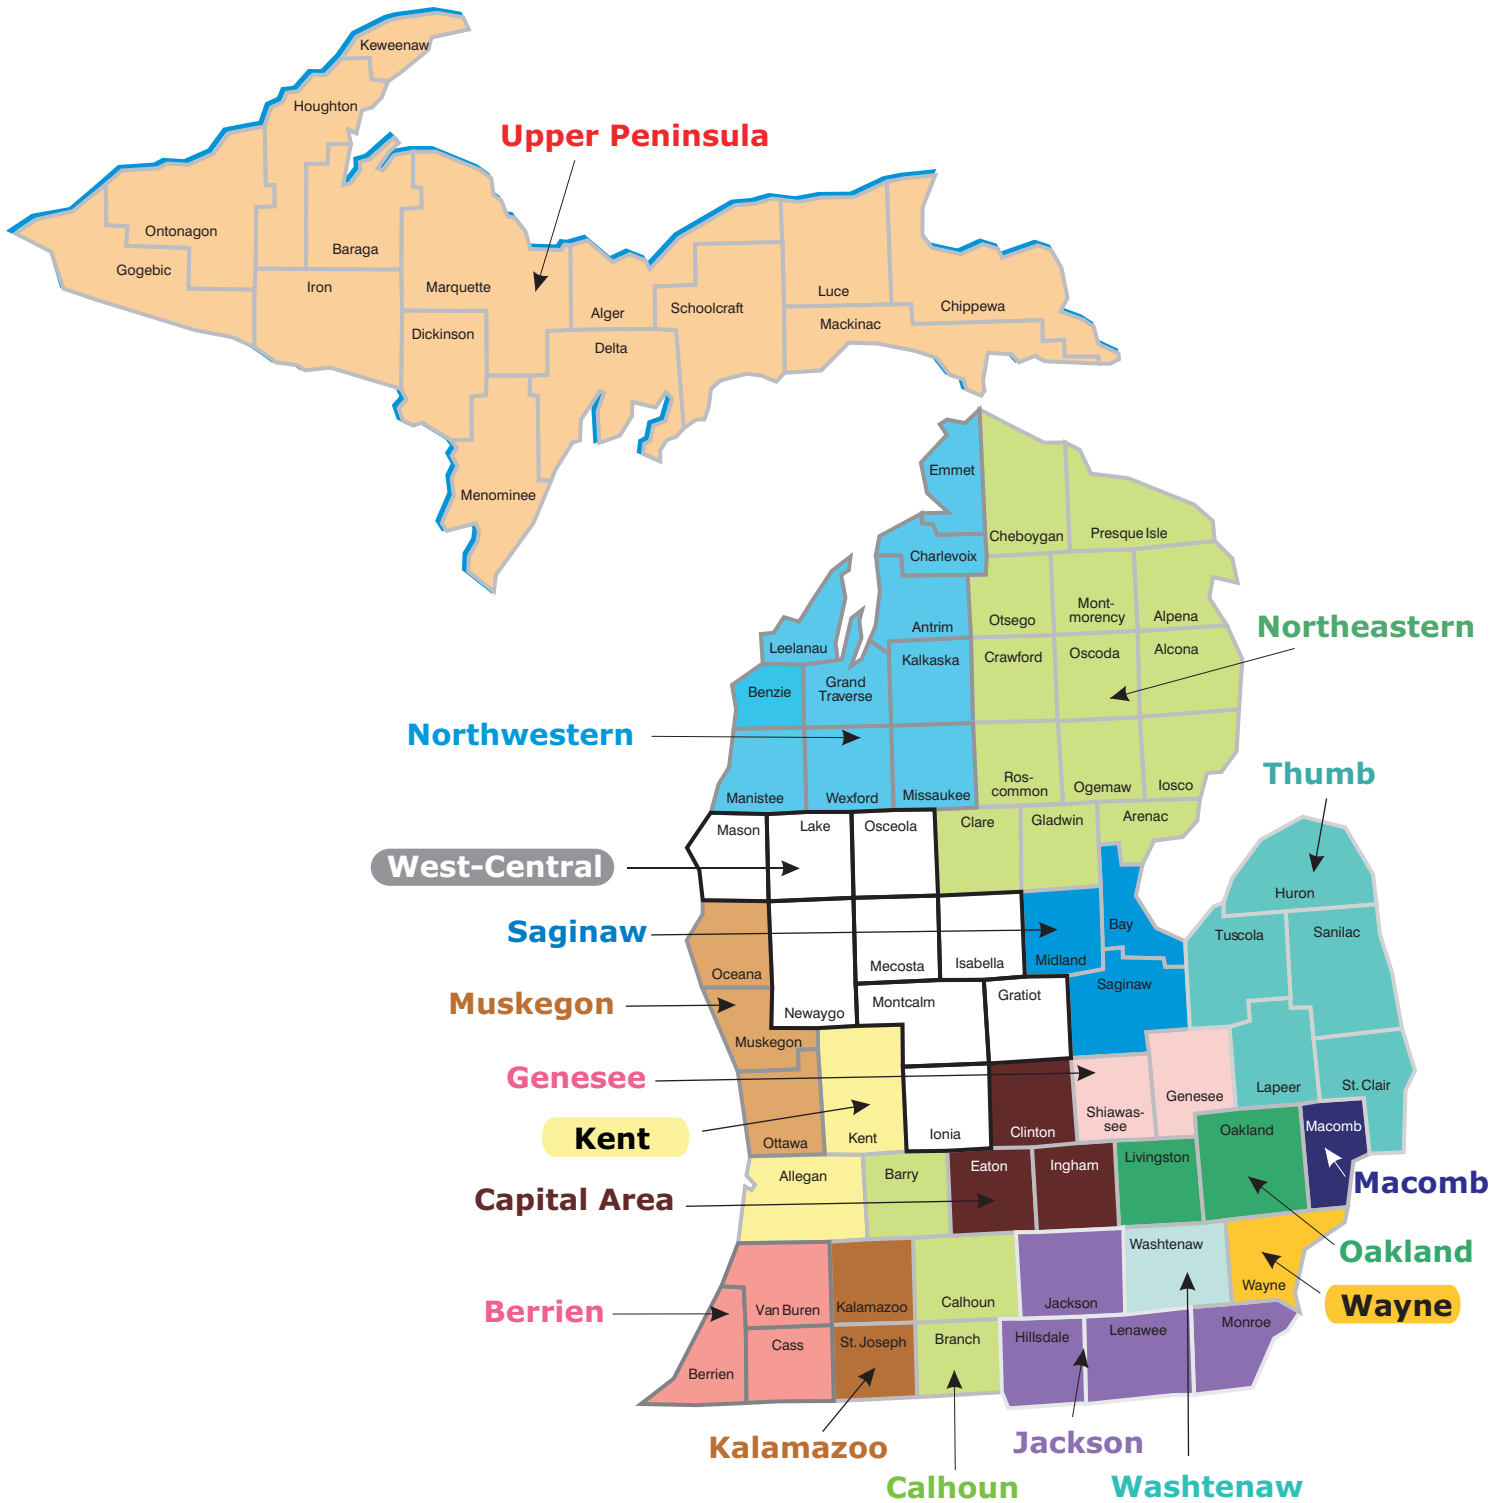 Keweenaw
Houghton
Upper Peninsula
Ontonagon
Baraga
Gogebic
Iron
Marquette
Luce
Chippewa
Alger
Schoolcraft
Mackinac
Dickinson
Delta
Emmet
Menominee
Cheboygan
Presque Isle
Charlevoix
Mont-
morency
Otsego
Alpena
Antrim
Northeastern
Leelanau
Kalkaska
Crawford
Oscoda
Alcona
Benzie
Grand
Traverse
Northwestern
Thumb
Ros-
common
Ogemaw
Iosco
Manistee
Wexford
Missaukee
Mason
Lake
Osceola
Clare
Gladwin
Arenac
West-Central
Huron
Saginaw
Bay
Tuscola
Sanilac
Oceana
Mecosta
Isabella
Midland
Saginaw
Muskegon
Newaygo
Montcalm
Gratiot
Muskegon
Genesee
Lapeer
St. Clair
Genesee
Shiawas-
see
Kent
Ottawa
Kent
Ionia
Clinton
Oakland
Macomb
Livingston
Allegan
Barry
Eaton
Ingham
Macomb
Capital Area
Washtenaw
Oakland
Wayne
Wayne
Berrien
Van Buren
Kalamazoo
Calhoun
Jackson
Cass
St. Joseph
Branch
Hillsdale
Lenawee
Monroe
Berrien
Kalamazoo
Jackson
Calhoun
Washtenaw